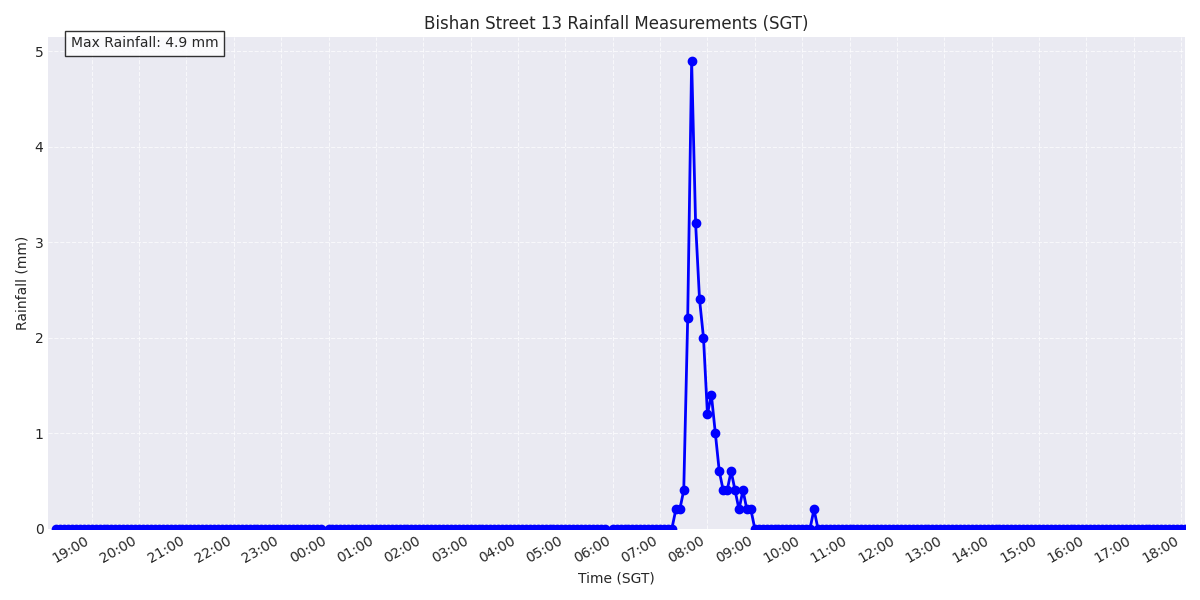 Bishan Street 13 Rainfall Measurements (SGT)
Max Rainfall: 4.9 mm
5
4
3
2
1
0
Rainfall (mm)
19:00 20:00 21:00 22:00 23:00 00:00 01:00 02:00 03:00 04:00 05:00 06:00 07:00 08:00 09:00 10:00 11:00 12:00 13:00 14:00 15:00 16:00 17:00 18:00
Time (SGT)